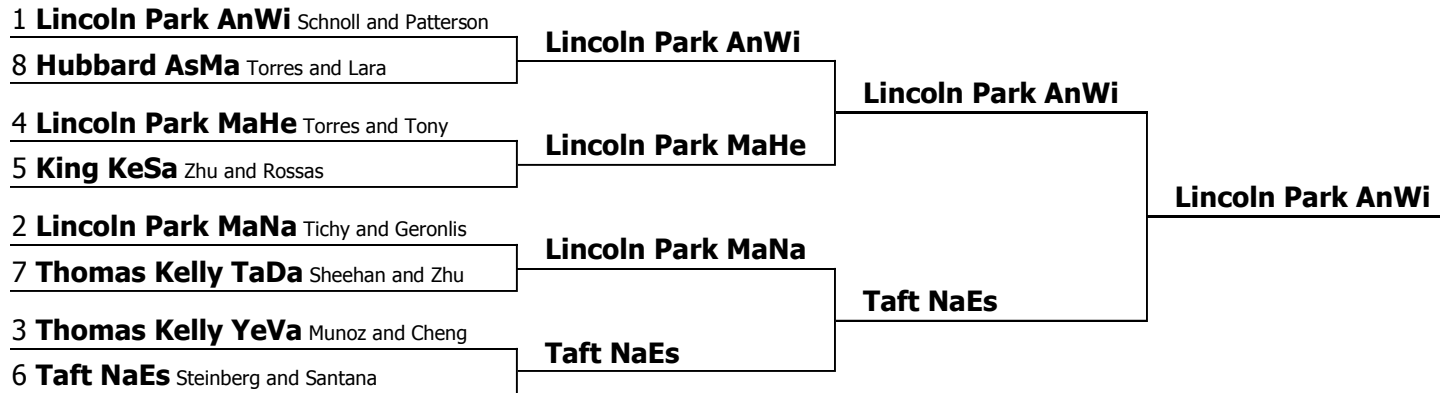 1 Lincoln Park AnWi Schnoll and Patterson
8 Hubbard AsMa Torres and Lara
4 Lincoln Park MaHe Torres and Tony
5 King KeSa Zhu and Rossas
2 Lincoln Park MaNa Tichy and Geronlis
7 Thomas Kelly TaDa Sheehan and Zhu
3 Thomas Kelly YeVa Munoz and Cheng
6 Taft NaEs Steinberg and Santana
Lincoln Park AnWi
Lincoln Park MaHe
Lincoln Park MaNa
Taft NaEs
Lincoln Park AnWi
Taft NaEs
Lincoln Park AnWi